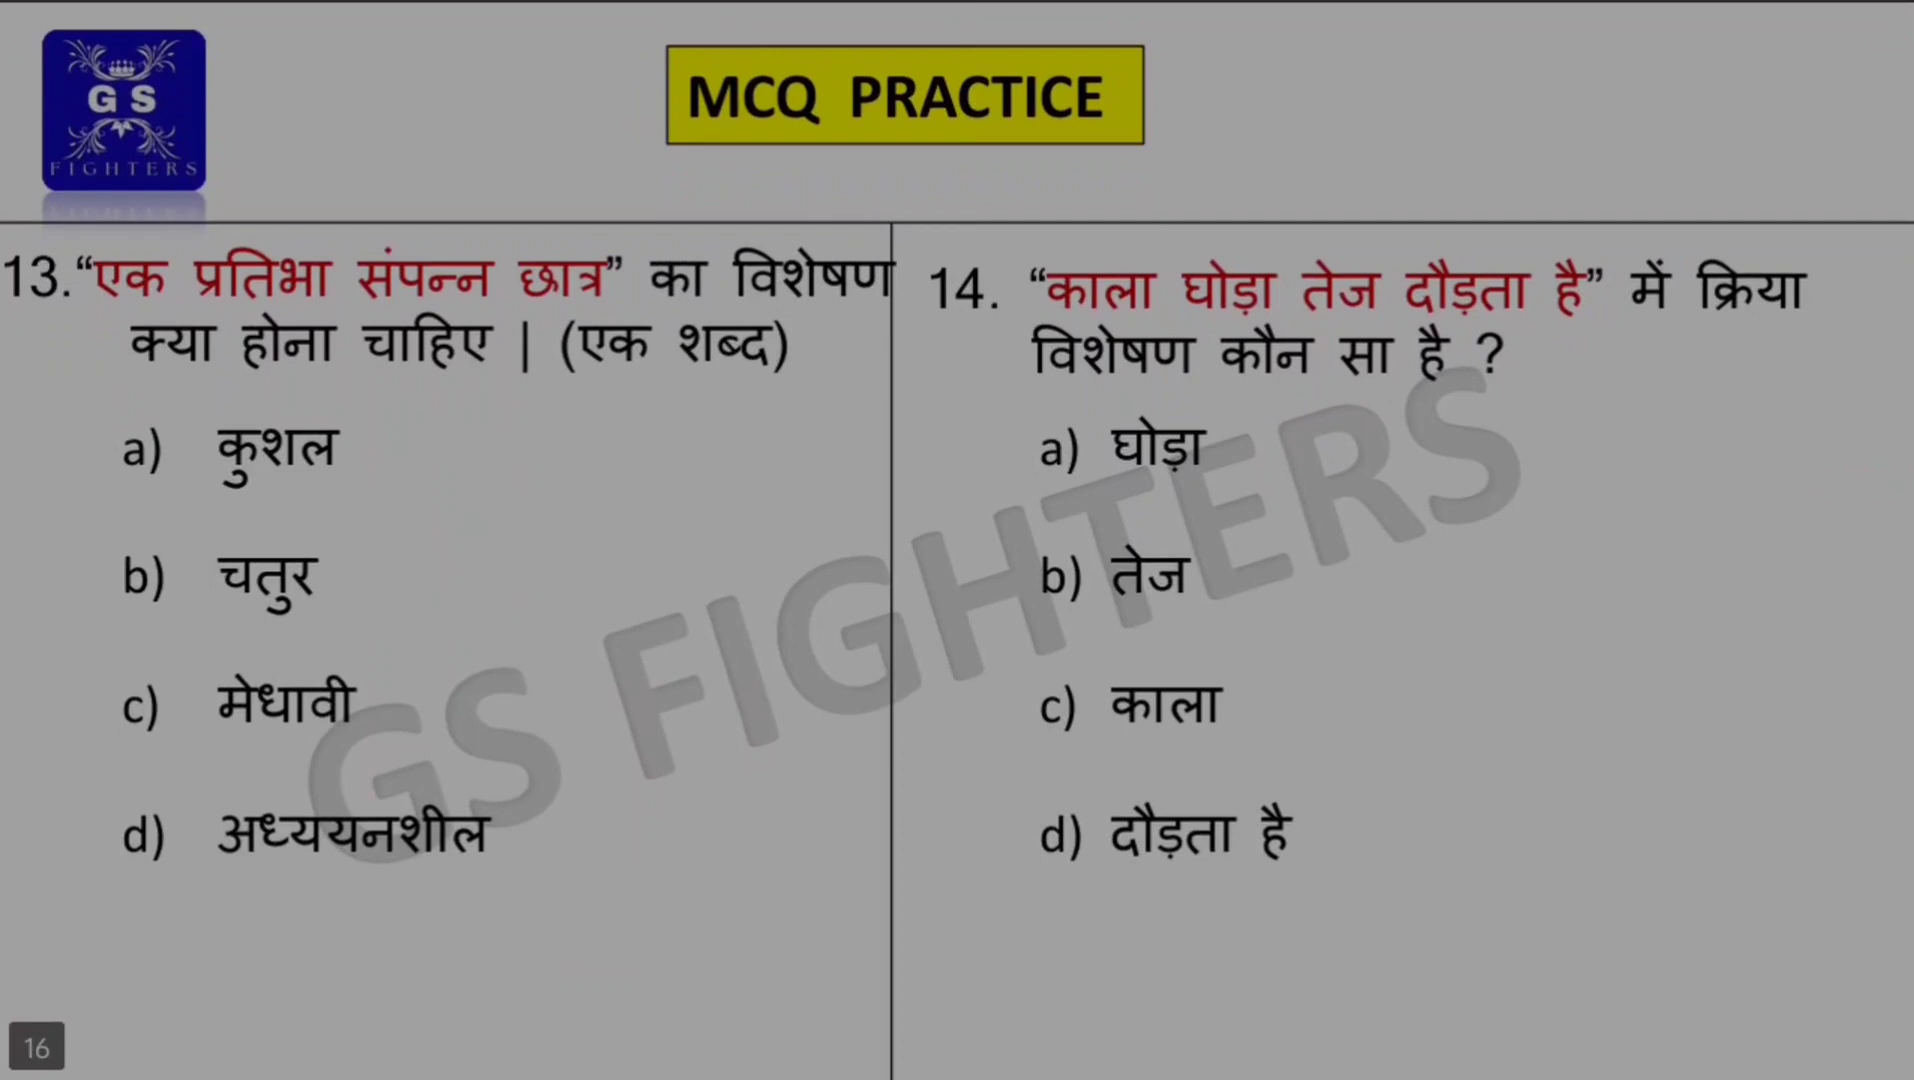 G S
FIGHTERS
MCQ PRACTICE
13.“एक प्रतिभा संपन्न छात्र” का विशेषण
क्या होना चाहिए | (एक शब्द)
a) कुशल
b) चतुर
c) मेधावी
d) अध्ययनशील
14. “काला घोड़ा तेज दौड़ता है” में क्रिया
विशेषण कौन सा है ?
a) घोड़ा
b) तेज
c) काला
d) दौड़ता है
GS FIGHTERS
16